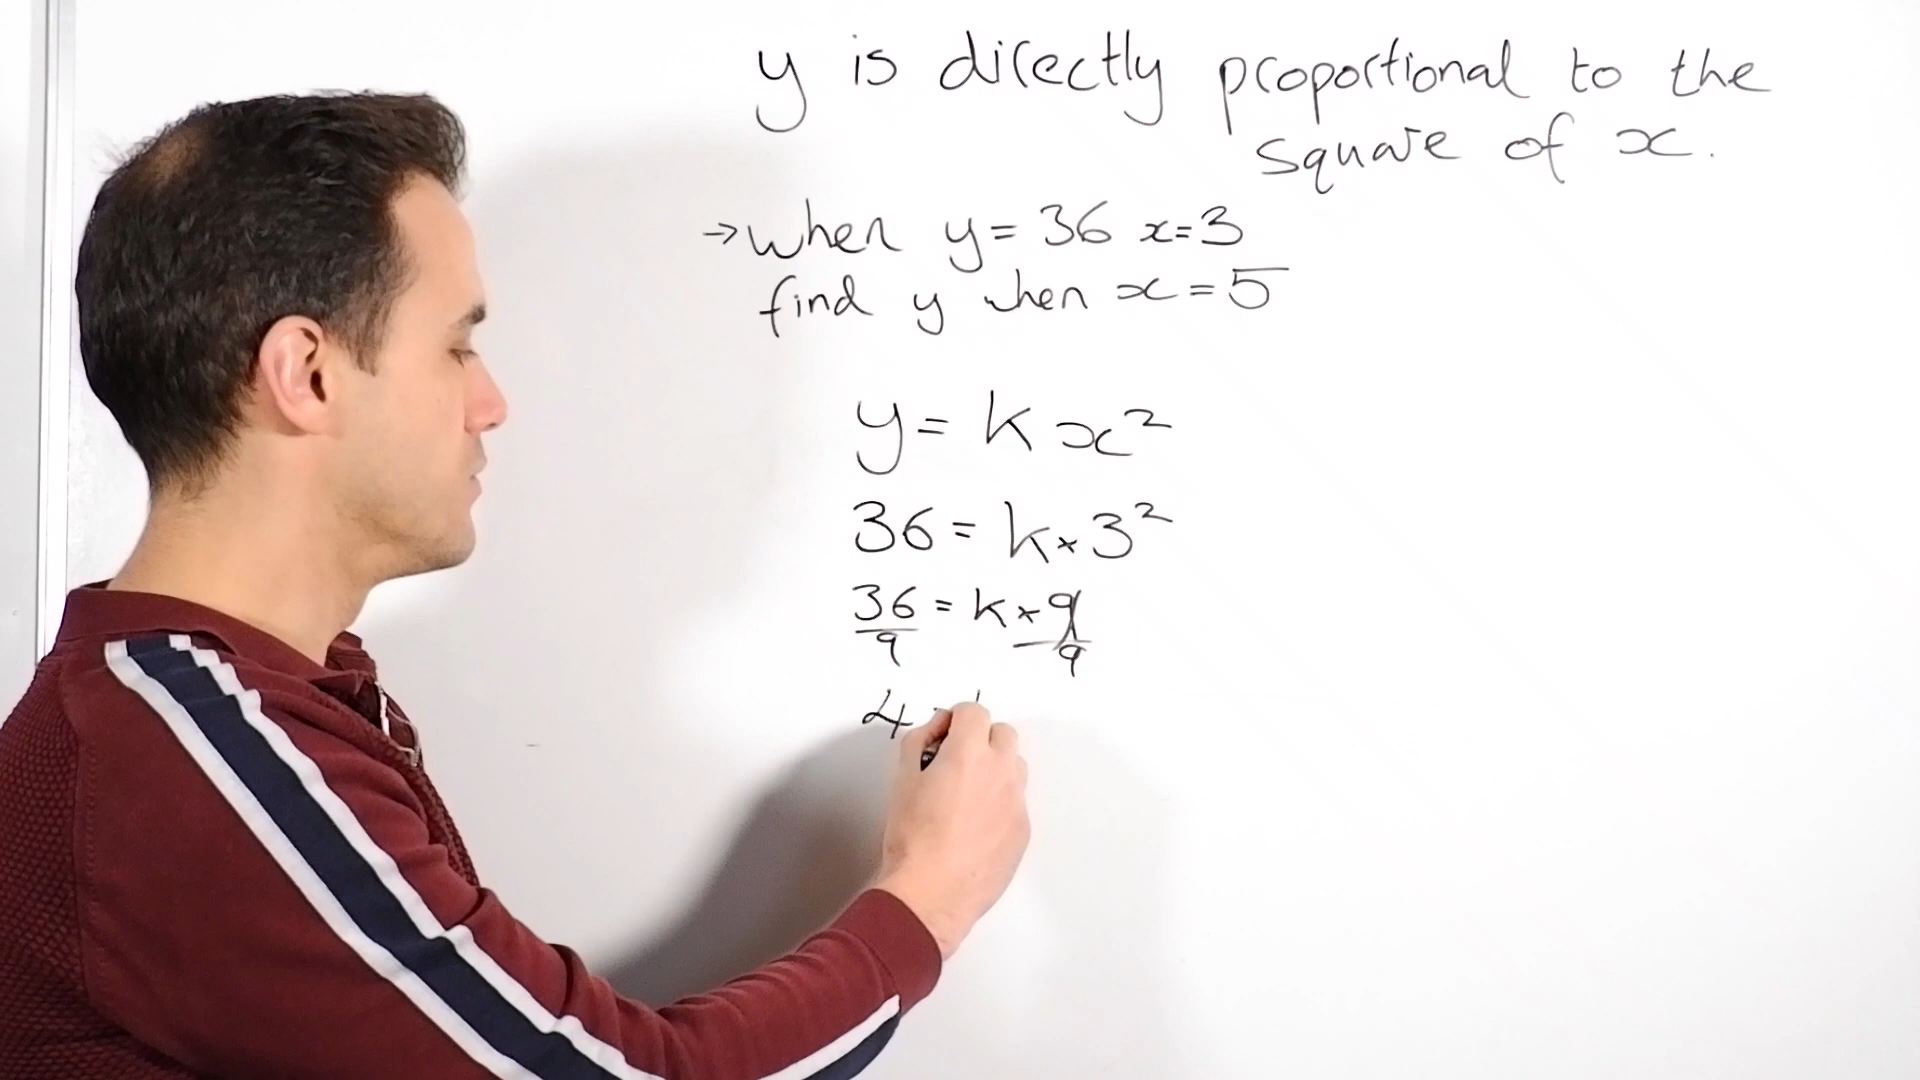 y is directly proportional to the
square of x.
→ when y = 36 x = 3
find y when x = 5
y = k x²
36 = k × 3²
36/9 = k × 9/9
4 =